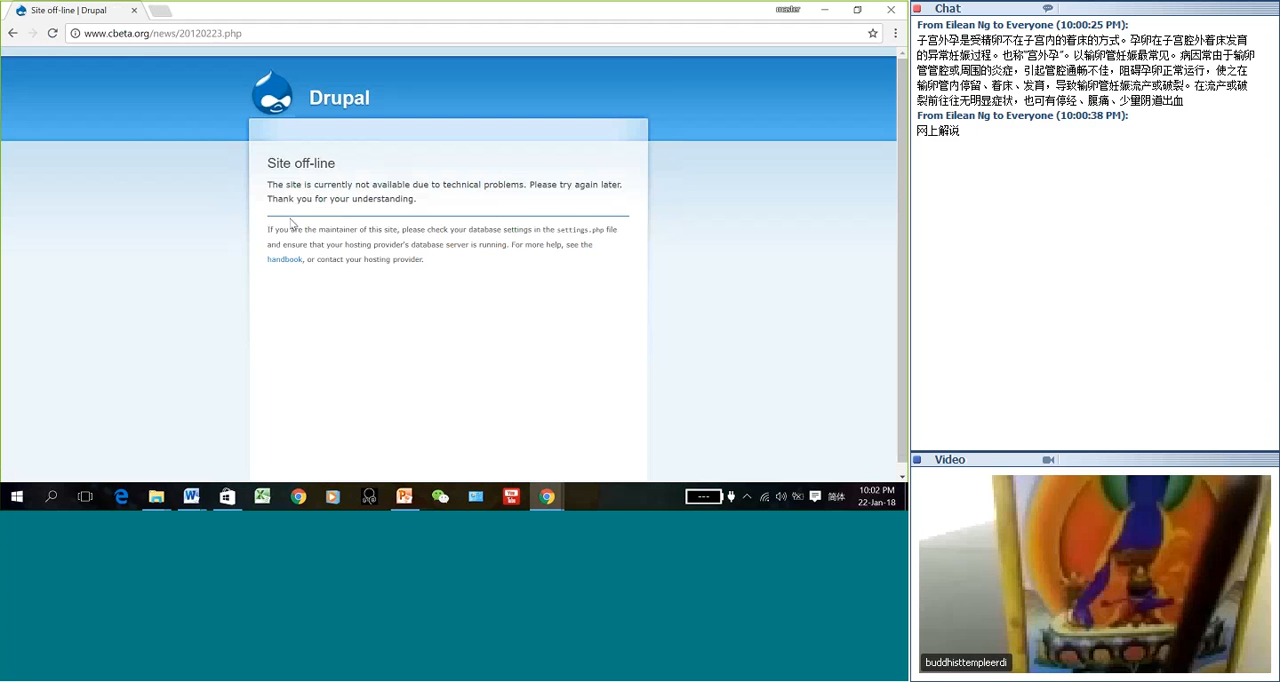 Site off-line | Drupal
master
www.cbeta.org/news/20120223.php
Drupal
Site off-line
The site is currently not available due to technical problems. Please try again later.
Thank you for your understanding.
If you are the maintainer of this site, please check your database settings in the settings.php file
and ensure that your hosting provider's database server is running. For more help, see the
handbook, or contact your hosting provider.
简体
10:02 PM
22-Jan-18
Chat
From Eilean Ng to Everyone (10:00:25 PM):
子宫外孕是受精卵不在子宫内的着床的方式。孕卵在子宫腔外着床发育
的异常妊娠过程。也称“宫外孕”。以输卵管妊娠最常见。病因常由于输卵
管管腔或周围的炎症，引起管腔通畅不佳，阻碍孕卵正常运行，使之在
输卵管内停留、着床、发育，导致输卵管妊娠流产或破裂。在流产或破
裂前往往无明显症状，也可有停经、腹痛、少量阴道出血
From Eilean Ng to Everyone (10:00:38 PM):
网上解说
Video
buddhisttempleerdi